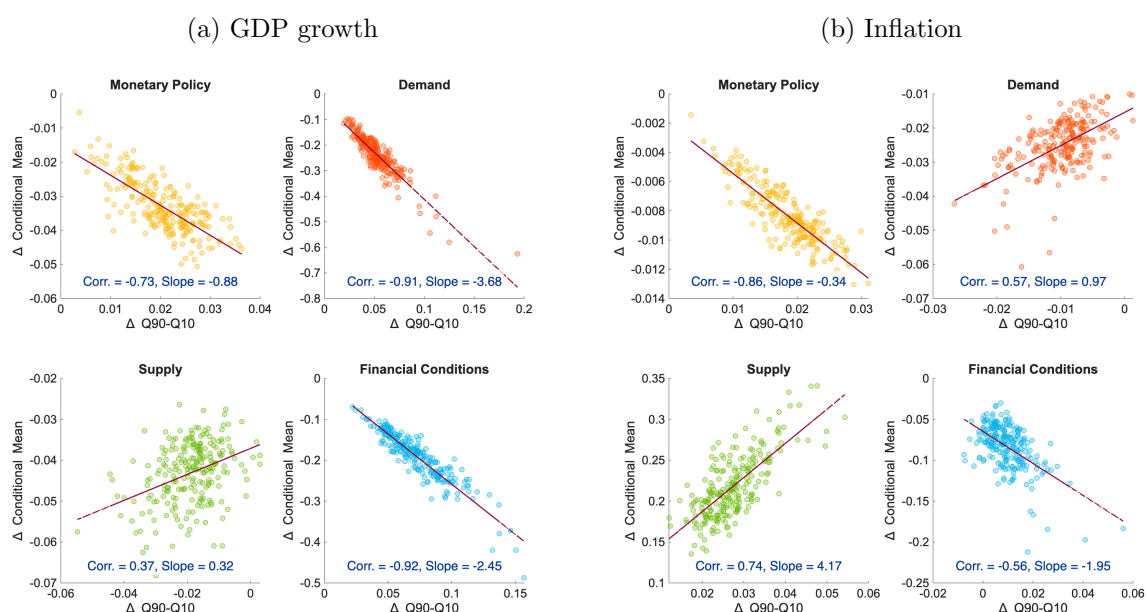 (a) GDP growth
(b) Inflation
Monetary Policy
0
-0.01
-0.02
-0.03
-0.04
-0.05
-0.06
Δ Conditional Mean
Corr. = -0.73, Slope = -0.88
0 0.01 0.02 0.03 0.04
Δ Q90-Q10
Demand
0
-0.1
-0.2
-0.3
-0.4
-0.5
-0.6
-0.7
-0.8
Δ Conditional Mean
Corr. = -0.91, Slope = -3.68
0 0.05 0.1 0.15 0.2
Δ Q90-Q10
Monetary Policy
0
-0.002
-0.004
-0.006
-0.008
-0.010
-0.012
-0.014
Δ Conditional Mean
Corr. = -0.86, Slope = -0.34
0 0.01 0.02 0.03
Δ Q90-Q10
Demand
-0.01
-0.02
-0.03
-0.04
-0.05
-0.06
-0.07
Δ Conditional Mean
Corr. = 0.57, Slope = 0.97
-0.03 -0.02 -0.01 0
Δ Q90-Q10
Supply
-0.02
-0.03
-0.04
-0.05
-0.06
-0.07
Δ Conditional Mean
Corr. = 0.37, Slope = 0.32
-0.06 -0.04 -0.02 0
Δ Q90-Q10
Financial Conditions
0
-0.1
-0.2
-0.3
-0.4
-0.5
Δ Conditional Mean
Corr. = -0.92, Slope = -2.45
0 0.05 0.1 0.15
Δ Q90-Q10
Supply
0.35
0.3
0.25
0.2
0.15
0.1
Δ Conditional Mean
Corr. = 0.74, Slope = 4.17
0.02 0.03 0.04 0.05 0.06
Δ Q90-Q10
Financial Conditions
0
-0.05
-0.1
-0.15
-0.2
-0.25
Δ Conditional Mean
Corr. = -0.56, Slope = -1.95
-0.02 0 0.02 0.04 0.06
Δ Q90-Q10